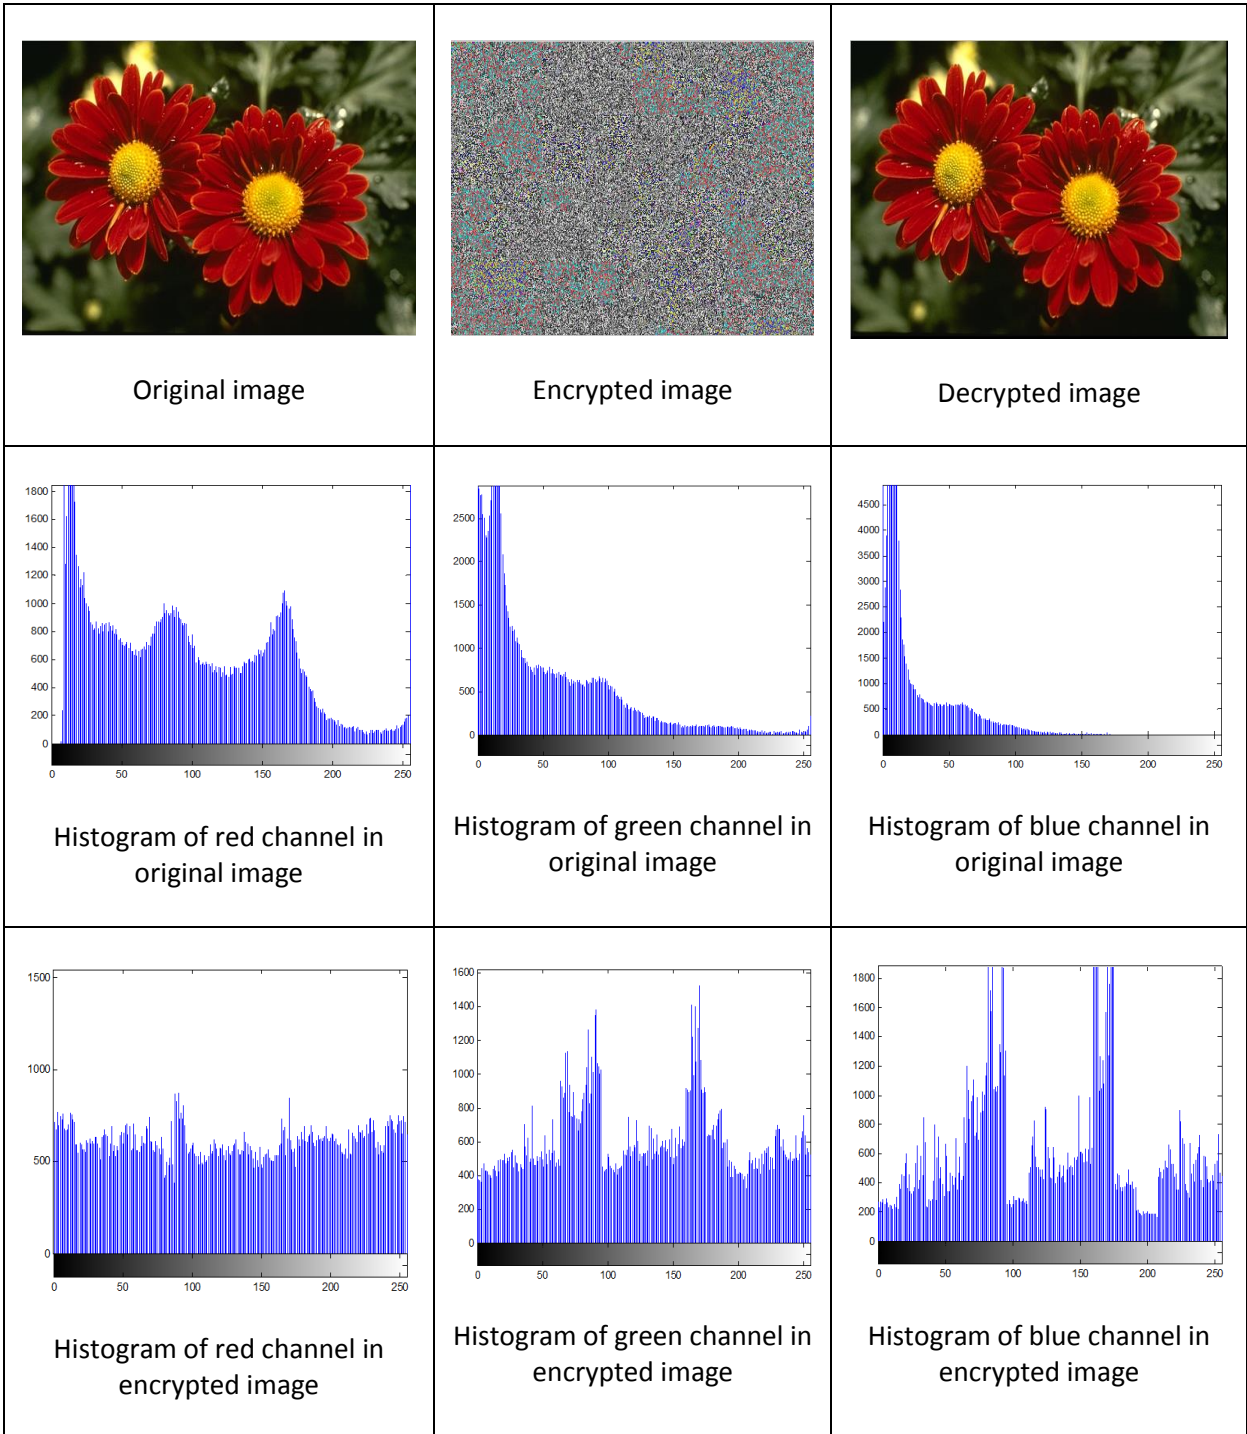 Original image
Encrypted image
Decrypted image
1800
1600
1400
1200
1000
800
600
400
200
0
0 50 100 150 200 250
Histogram of red channel in
original image
2500
2000
1500
1000
500
0
0 50 100 150 200 250
Histogram of green channel in
original image
4500
4000
3500
3000
2500
2000
1500
1000
500
0
0 50 100 150 200 250
Histogram of blue channel in
original image
1500
1000
500
0
0 50 100 150 200 250
Histogram of red channel in
encrypted image
1600
1400
1200
1000
800
600
400
200
0
0 50 100 150 200 250
Histogram of green channel in
encrypted image
1800
1600
1400
1200
1000
800
600
400
200
0
0 50 100 150 200 250
Histogram of blue channel in
encrypted image